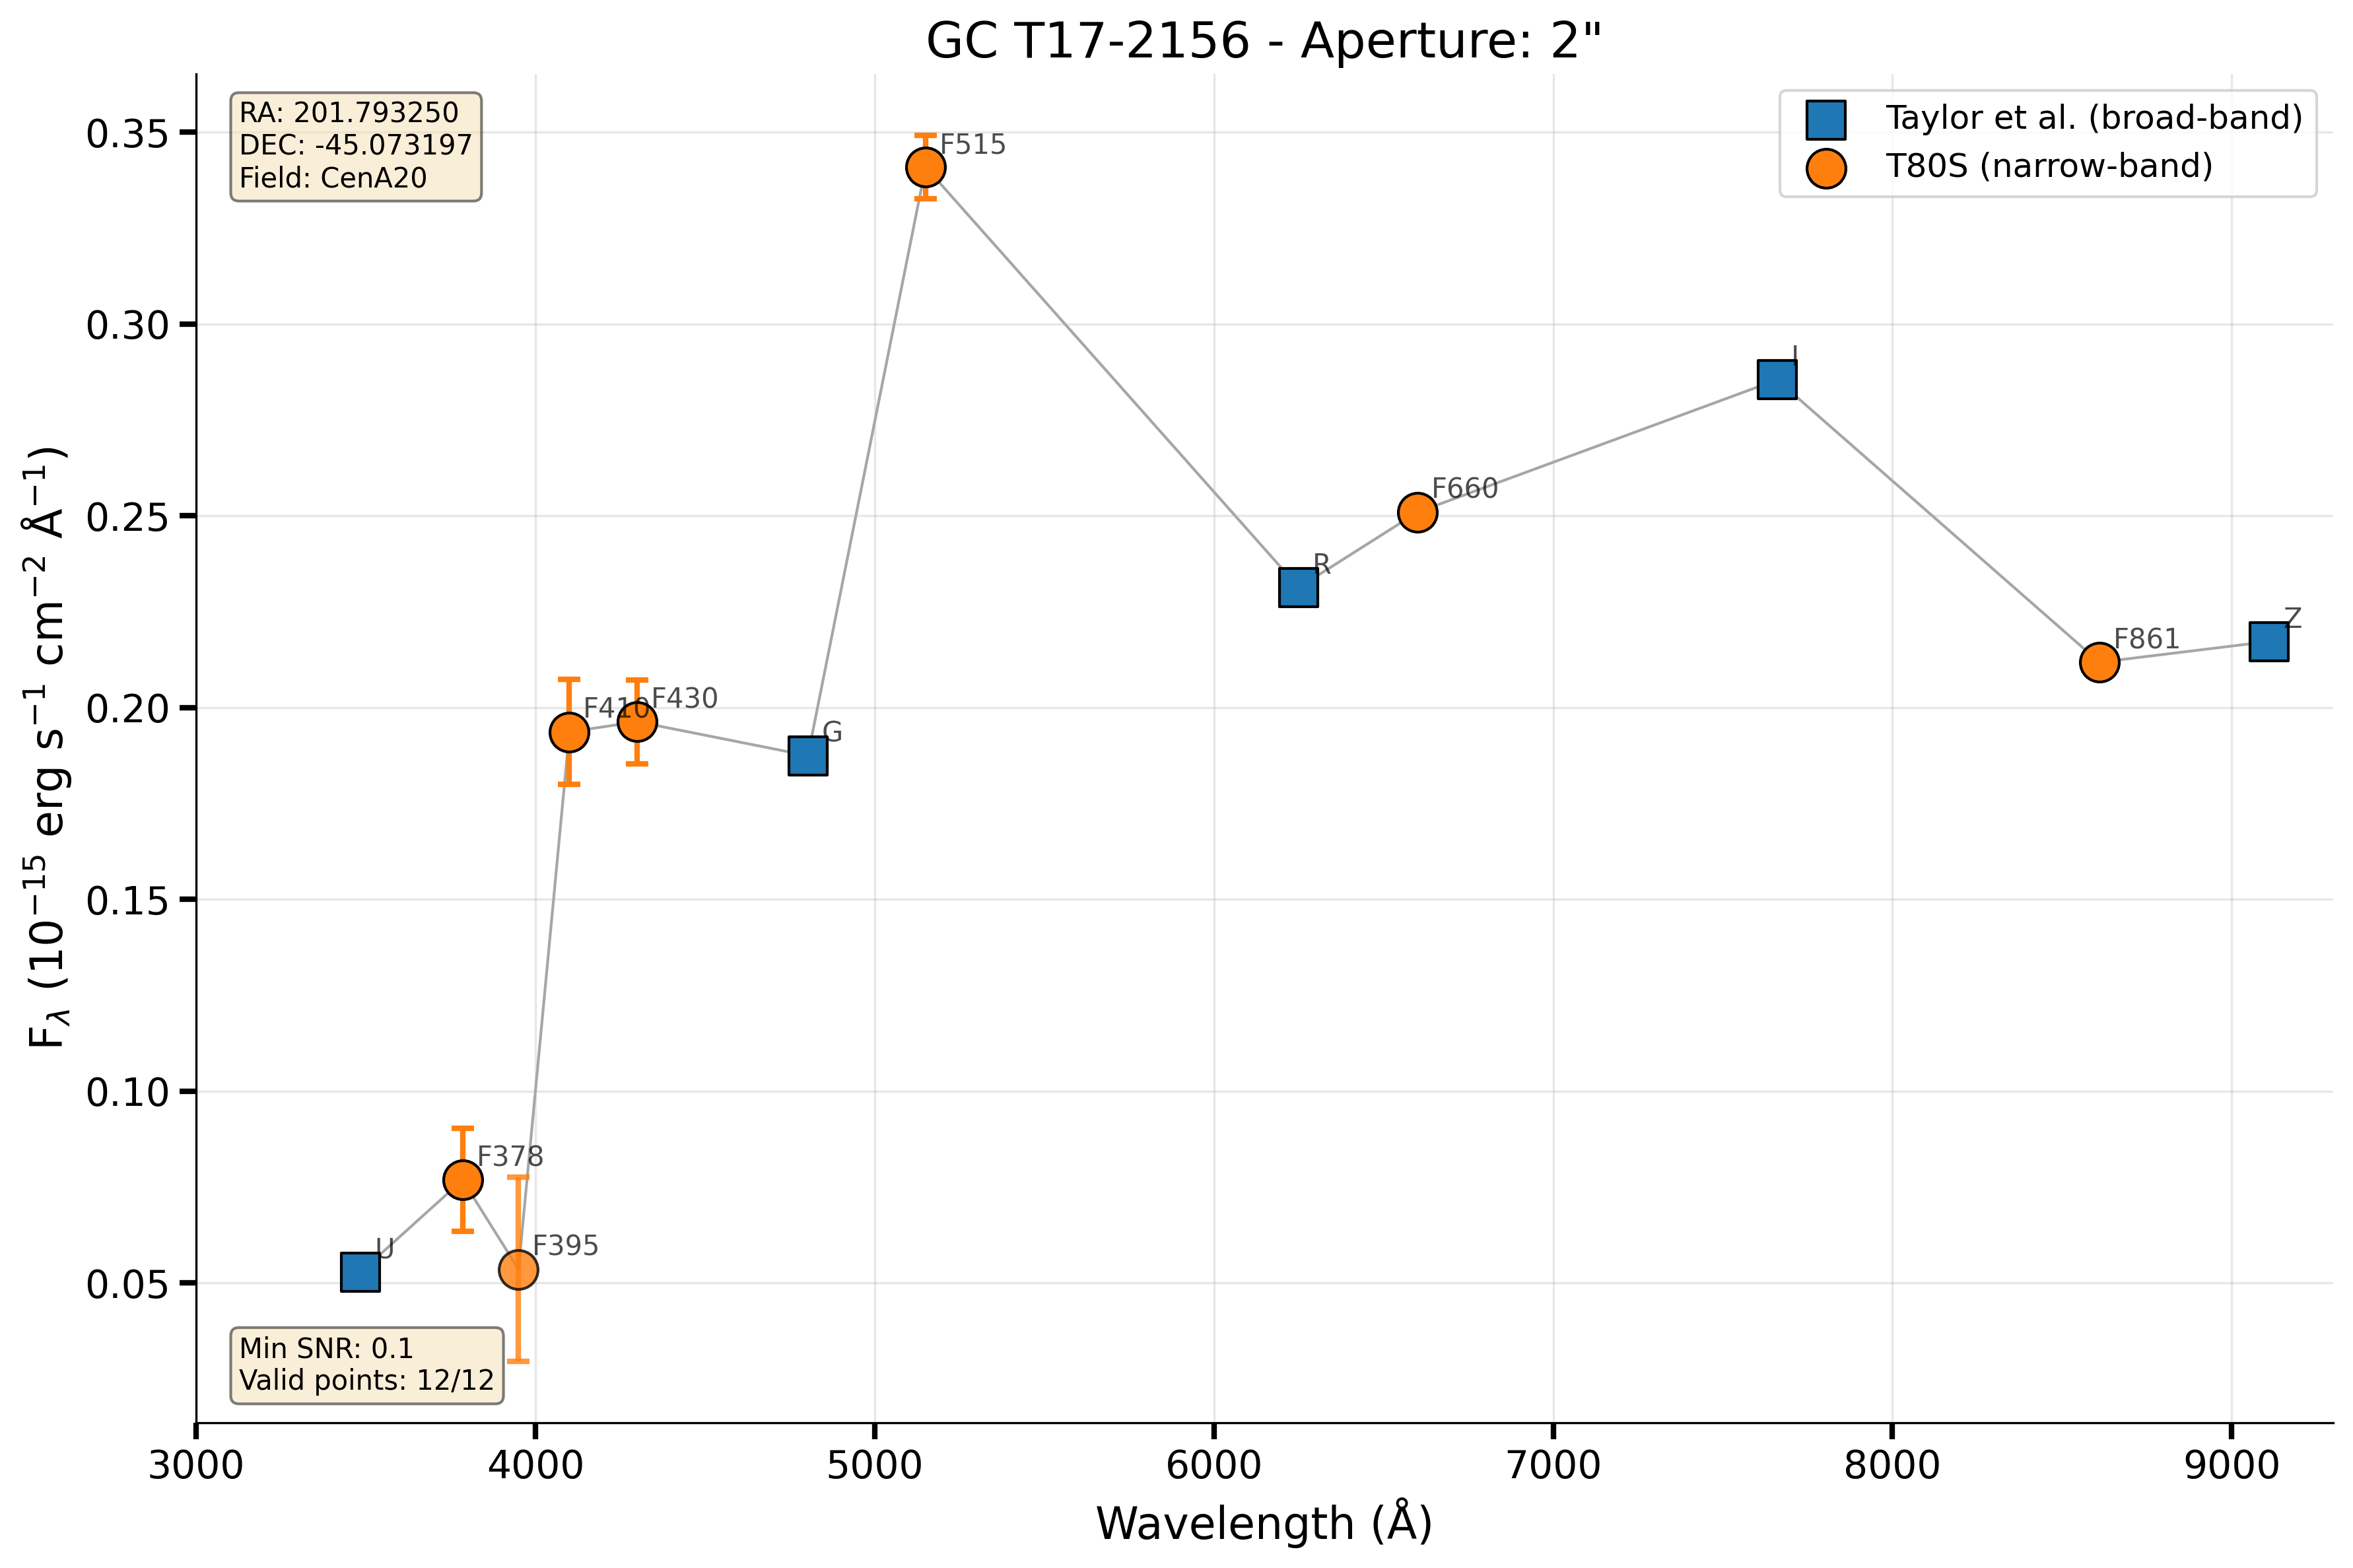 GC T17-2156 - Aperture: 2"
RA: 201.793250
DEC: -45.073197
Field: CenA20
Taylor et al. (broad-band)
T80S (narrow-band)
0.35
0.30
0.25
0.20
0.15
0.10
0.05
F515
I
F660
R
F861
Z
F410
F430
G
F378
F395
U
Min SNR: 0.1
Valid points: 12/12
3000
4000
5000
6000
7000
8000
9000
Wavelength (Å)
Fλ (10⁻¹⁵ erg s⁻¹ cm⁻² Å⁻¹)